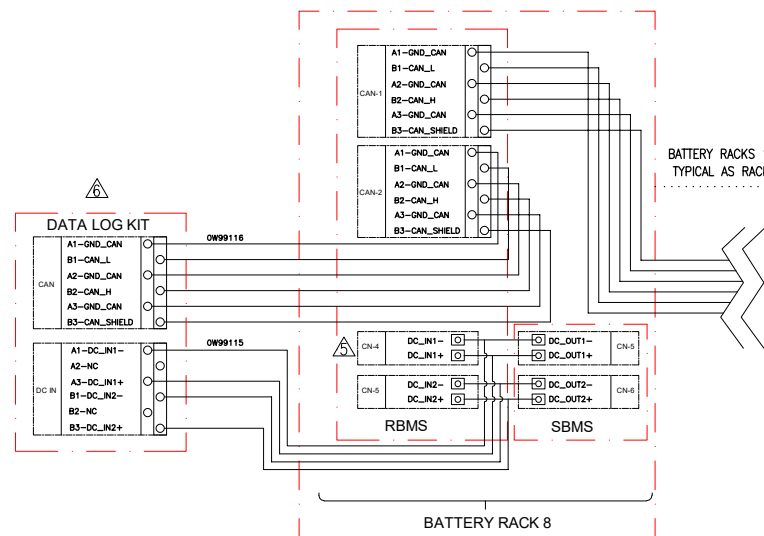 A1-GND_CAN
B1-CAN_L
A2-GND_CAN
CAN-1
B2-CAN_H
A3-GND_CAN
B3-CAN_SHIELD
A1-GND_CAN
B1-CAN_L
A2-GND_CAN
CAN-2
B2-CAN_H
A3-GND_CAN
B3-CAN_SHIELD
BATTERY RACKS
TYPICAL AS RAC
6
DATA LOG KIT
A1-GND_CAN
B1-CAN_L
A2-GND_CAN
CAN
B2-CAN_H
A3-GND_CAN
B3-CAN_SHIELD
0W99116
A1-DC_IN1-
A2-NC
A3-DC_IN1+
DC IN
B1-DC_IN2-
B2-NC
B3-DC_IN2+
0W99115
5
CN-4
DC_IN1-
DC_IN1+
CN-5
DC_IN2-
DC_IN2+
RBMS
DC_OUT1-
DC_OUT1+
CN-5
DC_OUT2-
DC_OUT2+
CN-6
SBMS
BATTERY RACK 8